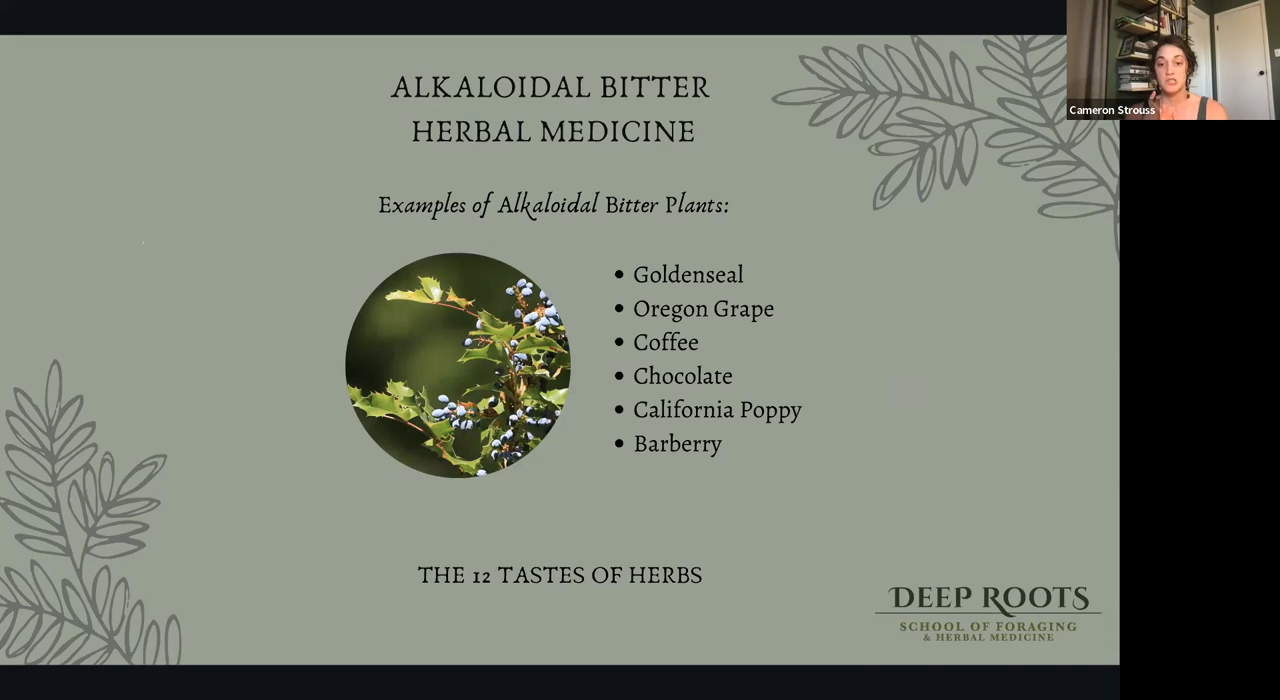 ALKALOIDAL BITTER
HERBAL MEDICINE
Cameron Strouss
Examples of Alkaloidal Bitter Plants:
• Goldenseal
• Oregon Grape
• Coffee
• Chocolate
• California Poppy
• Barberry
THE 12 TASTES OF HERBS
DEEP ROOTS
SCHOOL OF FORAGING
& HERBAL MEDICINE